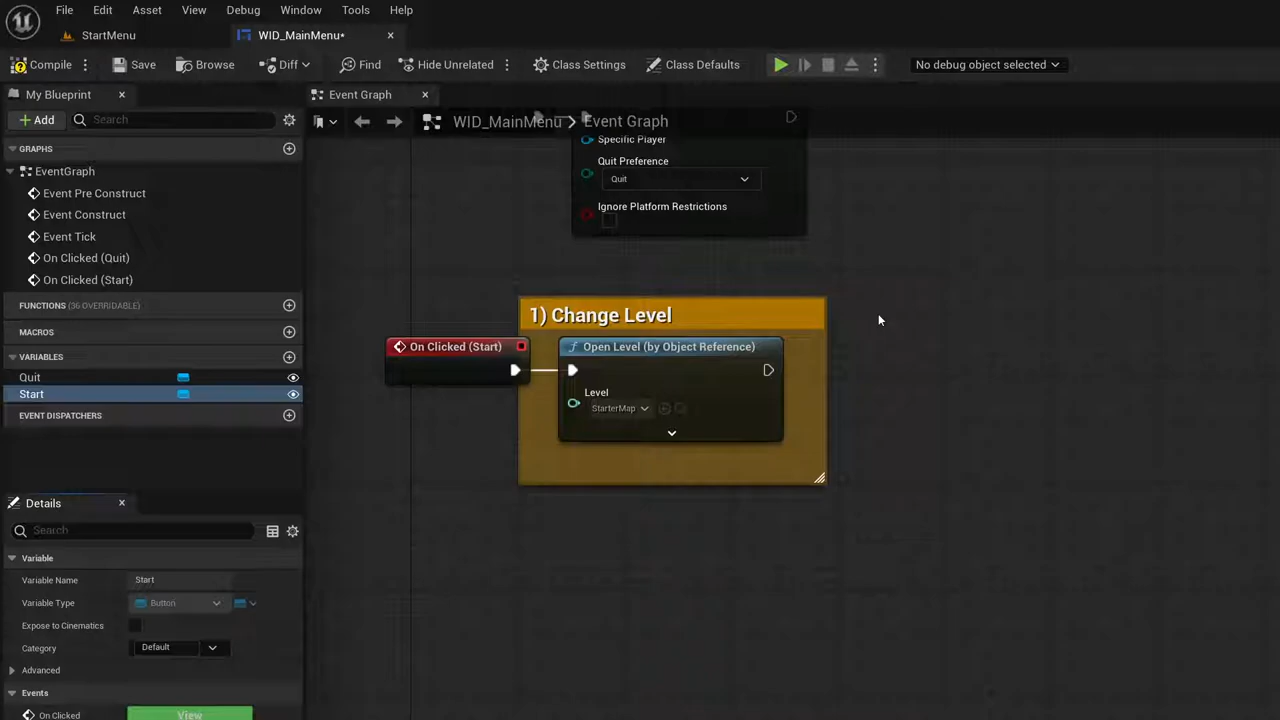 File Edit Asset View Debug Window Tools Help
StartMenu WID_MainMenu*
Compile Save Browse Diff Find Hide Unrelated Class Settings Class Defaults No debug object selected
My Blueprint Event Graph
+ Add Search WID_MainMenu > Event Graph
GRAPHS
EventGraph
Event Pre Construct
Event Construct
Event Tick
On Clicked (Quit)
On Clicked (Start)
FUNCTIONS (36 OVERRIDABLE)
MACROS
VARIABLES
Quit
Start
EVENT DISPATCHERS
Specific Player
Quit Preference
Quit
Ignore Platform Restrictions
1) Change Level
On Clicked (Start)
Open Level (by Object Reference)
Level
StarterMap
Details
Search
Variable
Variable Name Start
Variable Type Button
Expose to Cinematics
Category Default
Advanced
Events
On Clicked View